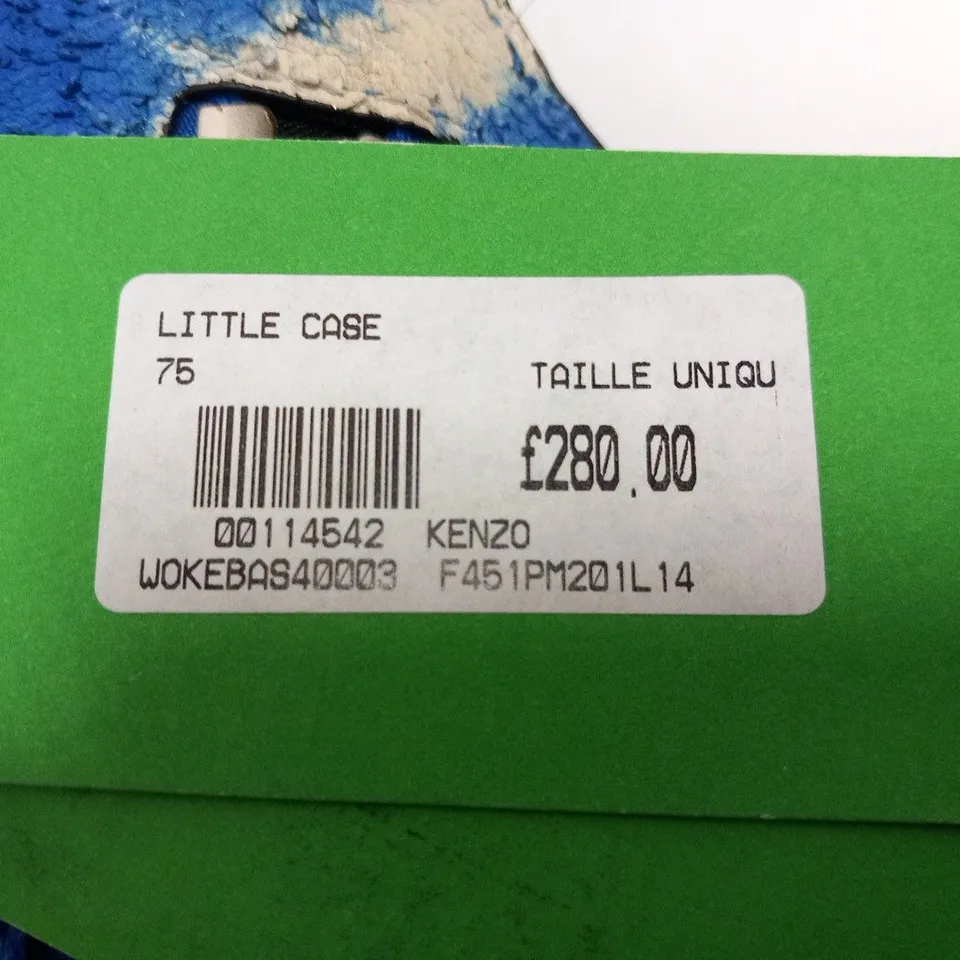 LITTLE CASE
75 TAILLE UNIQU
£280.00
00114542 KENZO
WOKEBAS40003 F451PM201L14